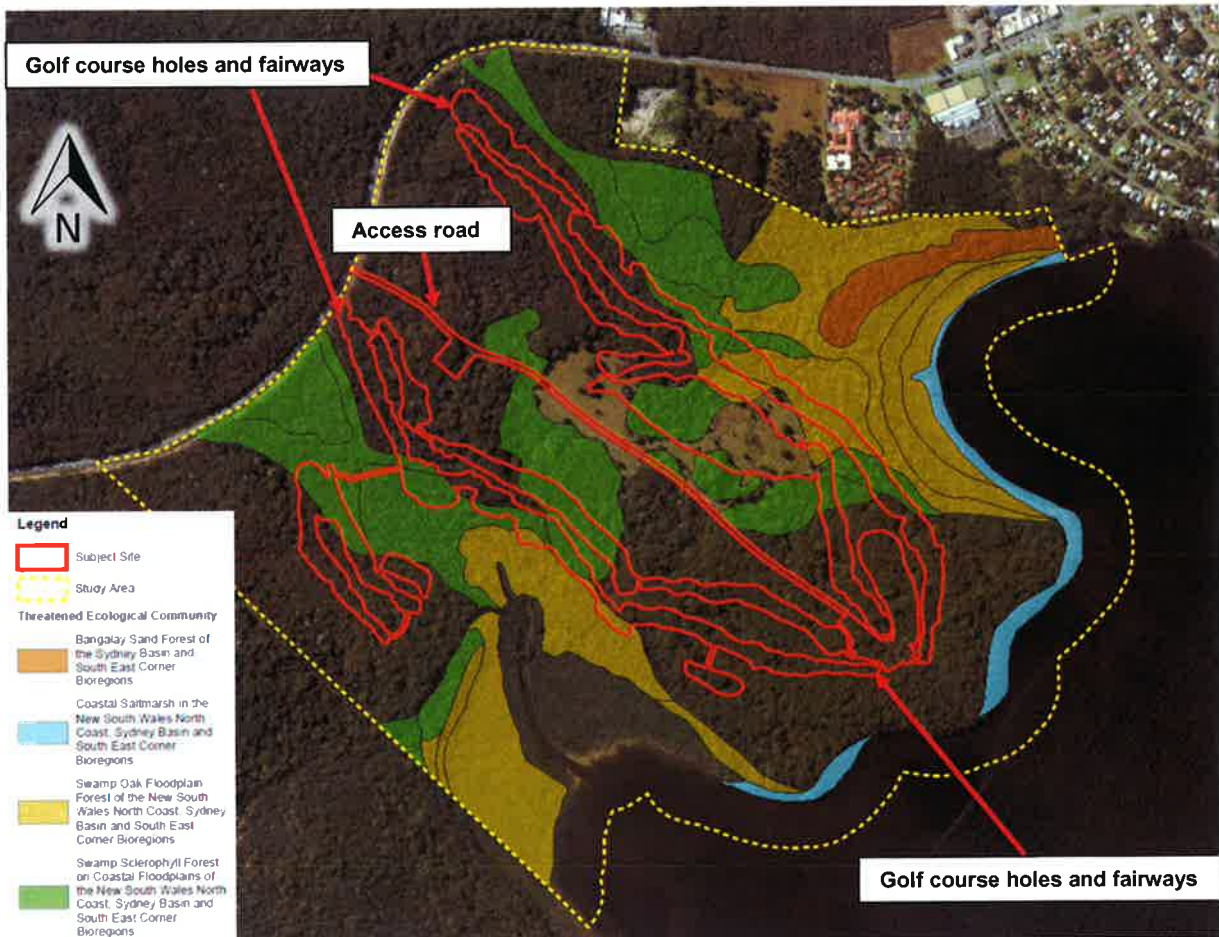 Golf course holes and fairways
Access road
N
Legend
Subject Site
Study Area
Threatened Ecological Community
Bangalay Sand Forest of
the Sydney Basin and
South East Corner
Bioregions
Coastal Saltmarsh in the
New South Wales North
Coast, Sydney Basin and
South East Corner
Bioregions
Swamp Oak Floodplain
Forest of the New South
Wales North Coast, Sydney
Basin and South East
Corner Bioregions
Swamp Sclerophyll Forest
on Coastal Floodplains of
the New South Wales North
Coast, Sydney Basin and
South East Corner
Bioregions
Golf course holes and fairways